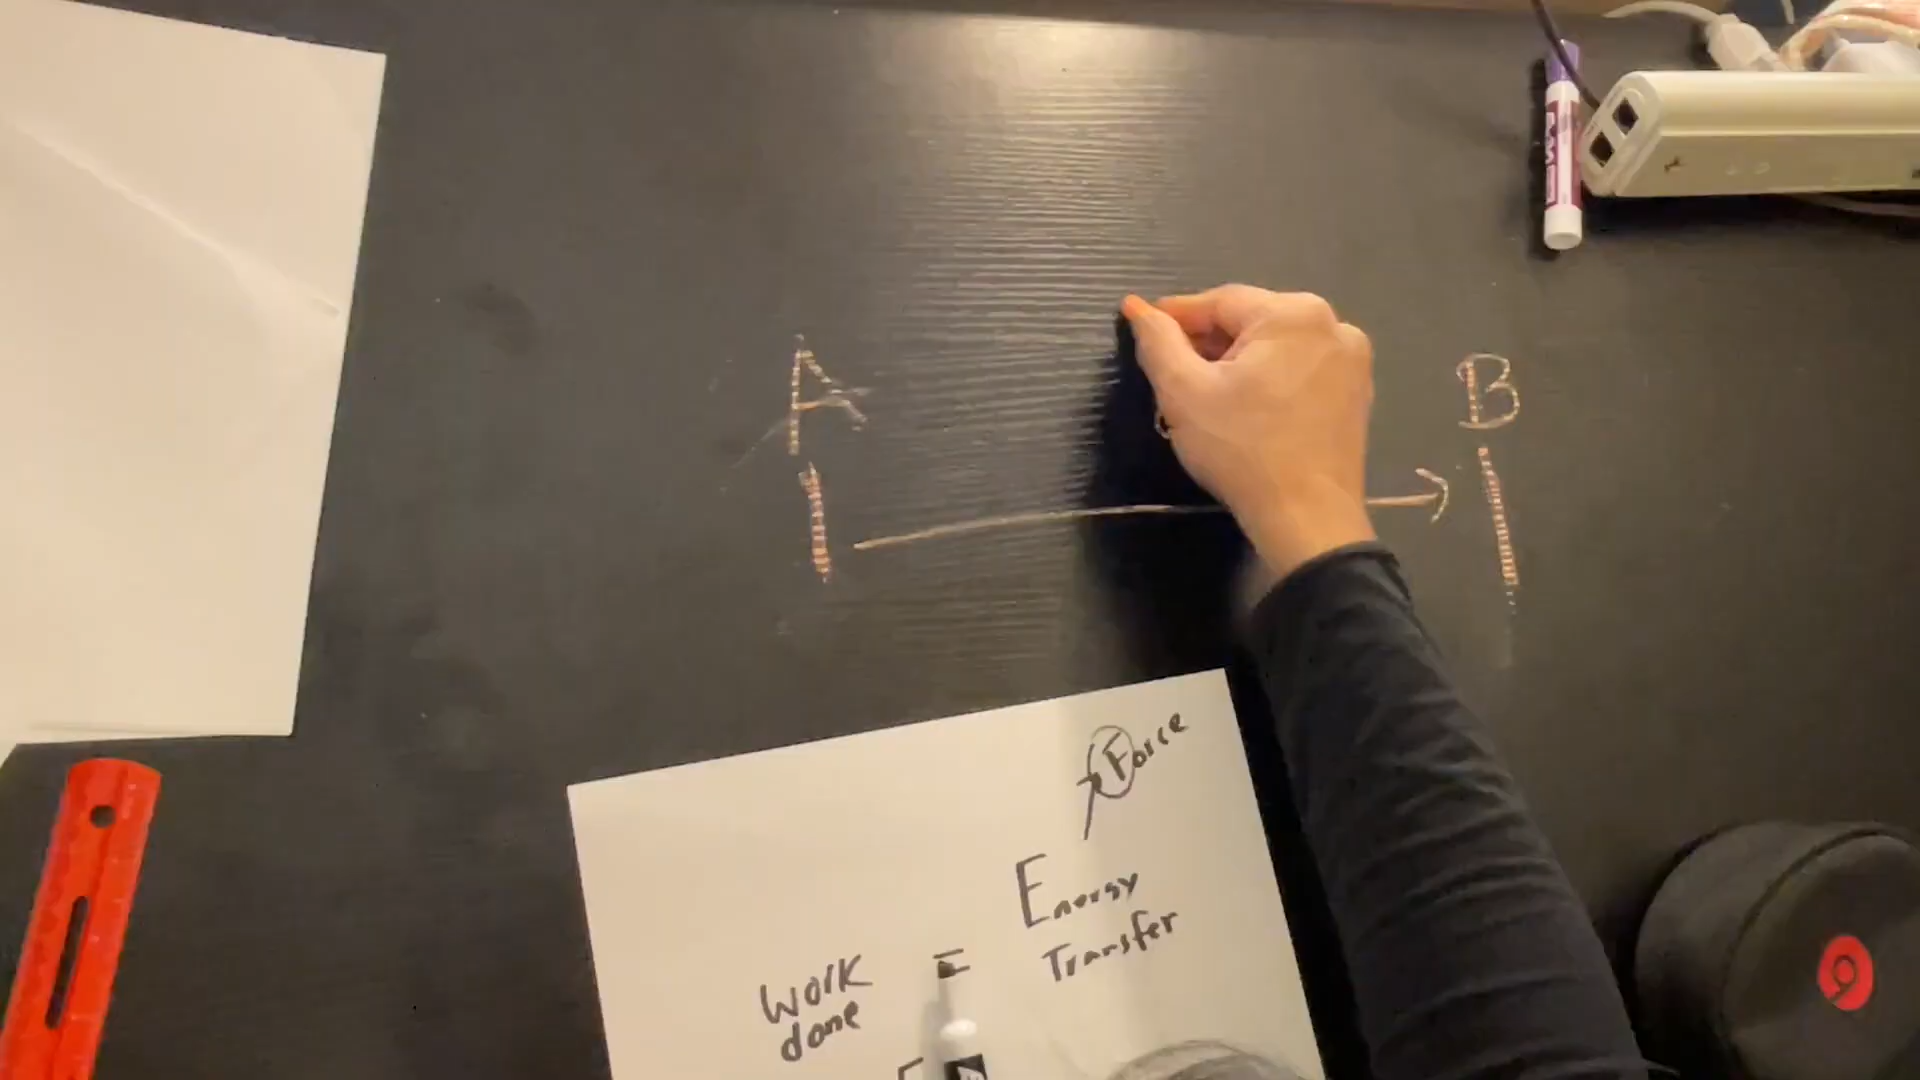 A
B
Force
Energy
Transfer
=
Work
done